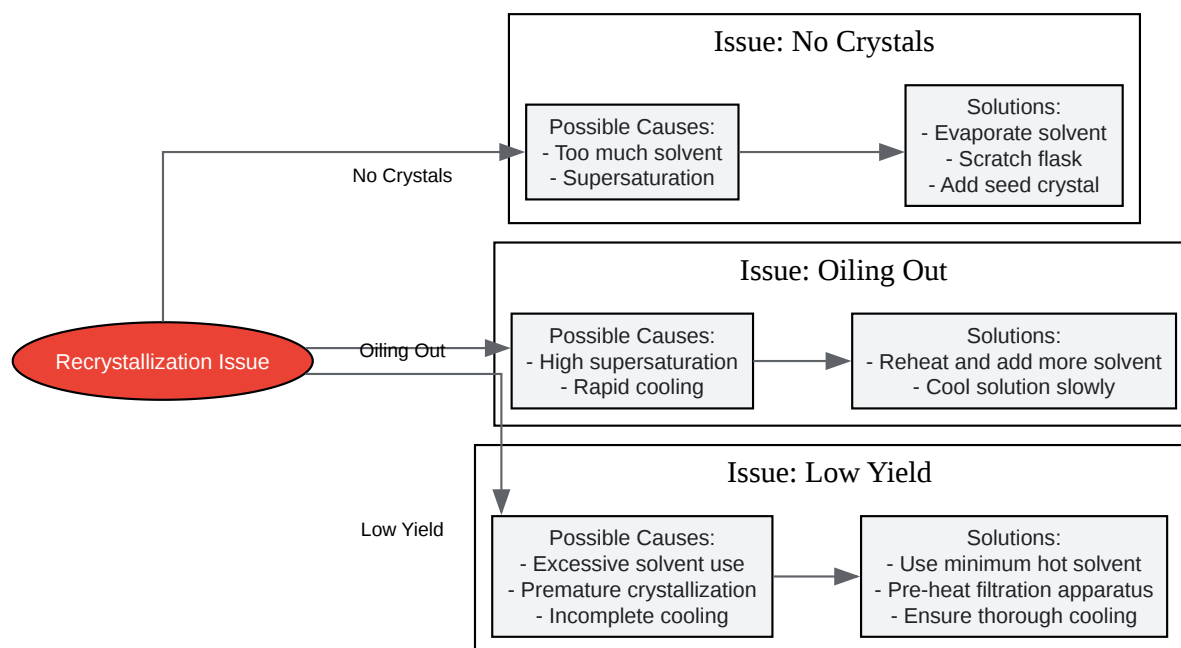 Issue: No Crystals
Possible Causes:
- Too much solvent
- Supersaturation
Solutions:
- Evaporate solvent
- Scratch flask
- Add seed crystal
No Crystals
Issue: Oiling Out
Recrystallization Issue
Oiling Out
Possible Causes:
- High supersaturation
- Rapid cooling
Solutions:
- Reheat and add more solvent
- Cool solution slowly
Issue: Low Yield
Low Yield
Possible Causes:
- Excessive solvent use
- Premature crystallization
- Incomplete cooling
Solutions:
- Use minimum hot solvent
- Pre-heat filtration apparatus
- Ensure thorough cooling